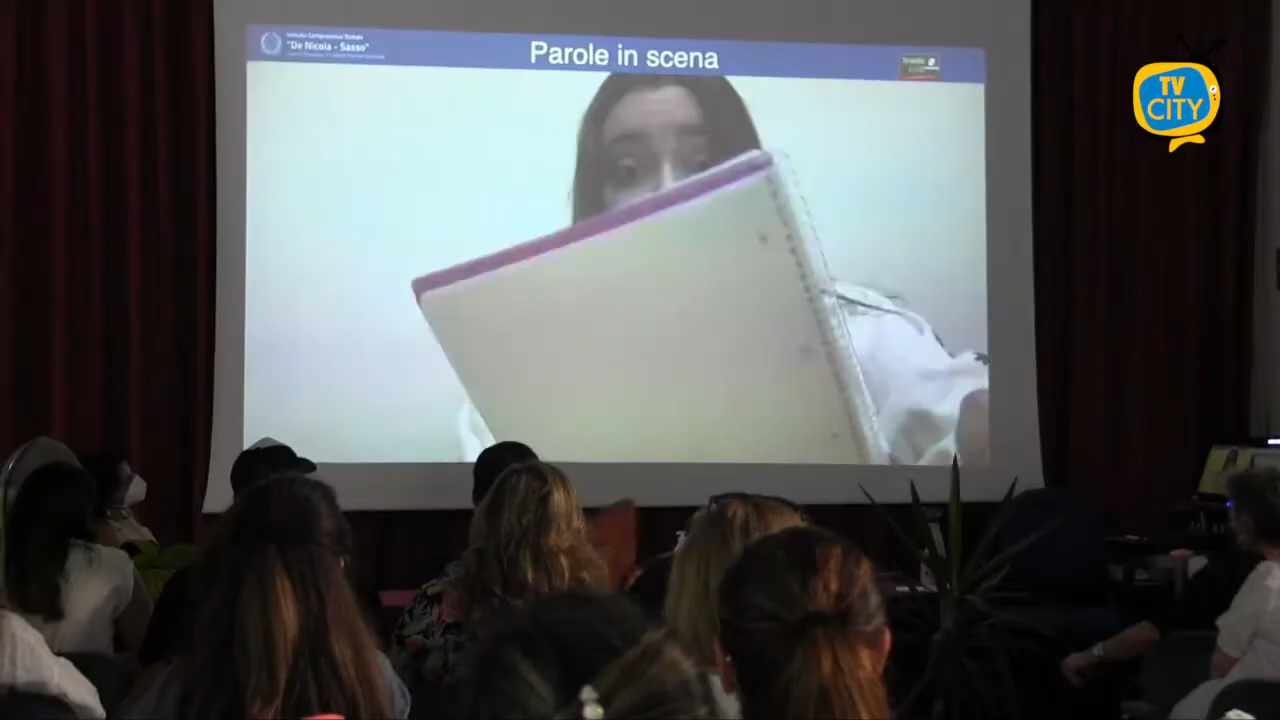 Istituto Comprensivo Statale
"De Nicola - Sasso"
Parole in scena
TV
CITY